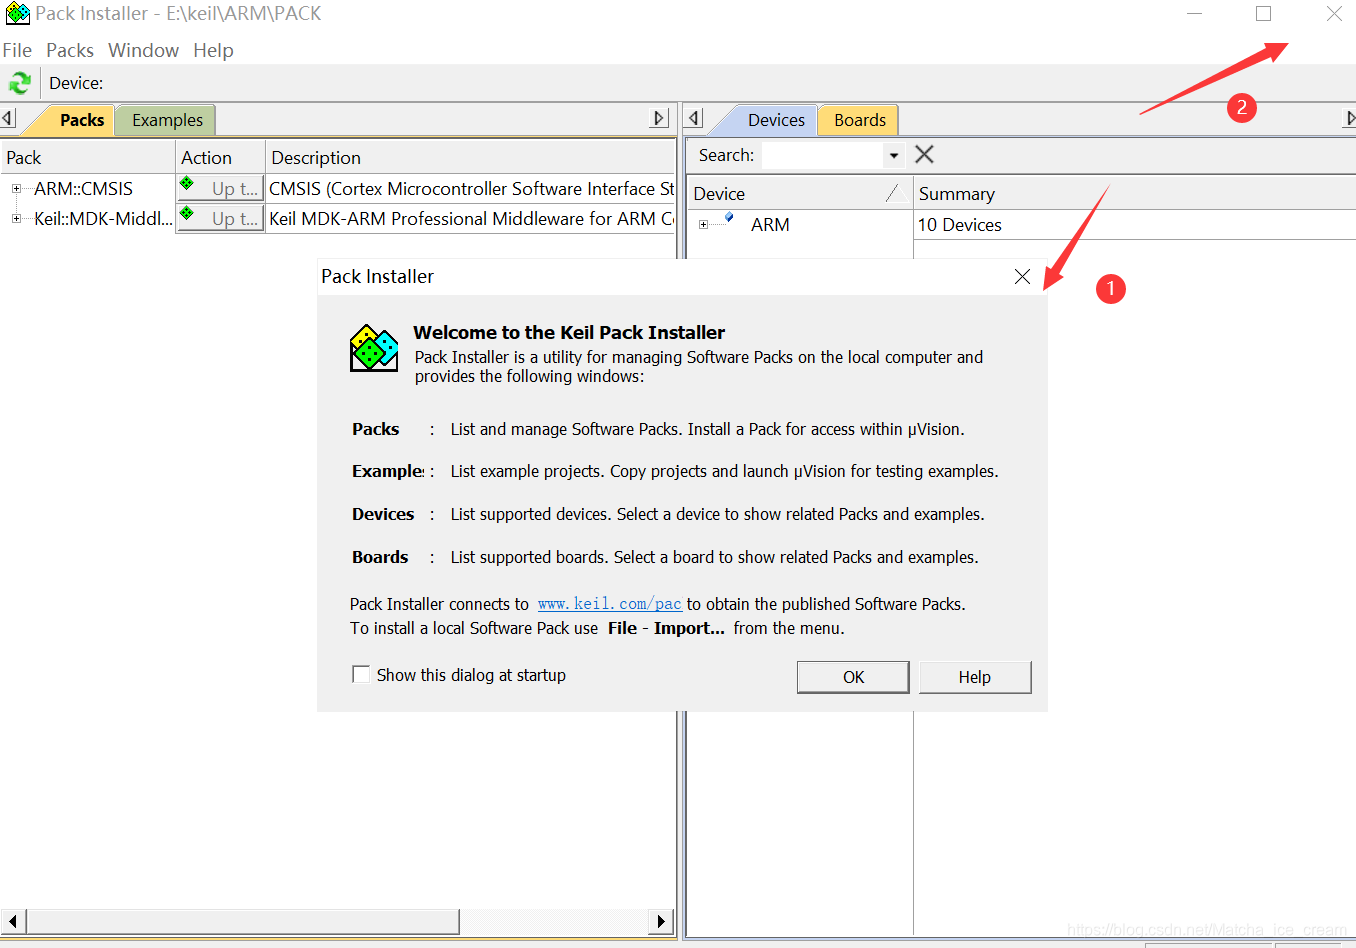 Pack Installer - E:\keil\ARM\PACK
File Packs Window Help
Device:
Packs Examples
Devices Boards
2
Pack Action Description
Search:
ARM::CMSIS Up t... CMSIS (Cortex Microcontroller Software Interface St
Device Summary
Keil::MDK-Middl... Up t... Keil MDK-ARM Professional Middleware for ARM C
ARM 10 Devices
Pack Installer
1
Welcome to the Keil Pack Installer
Pack Installer is a utility for managing Software Packs on the local computer and
provides the following windows:
Packs : List and manage Software Packs. Install a Pack for access within µVision.
Examples : List example projects. Copy projects and launch µVision for testing examples.
Devices : List supported devices. Select a device to show related Packs and examples.
Boards : List supported boards. Select a board to show related Packs and examples.
Pack Installer connects to www.keil.com/pac to obtain the published Software Packs.
To install a local Software Pack use File - Import... from the menu.
Show this dialog at startup
OK Help
https://blog.csdn.net/Matcha_ice_cream